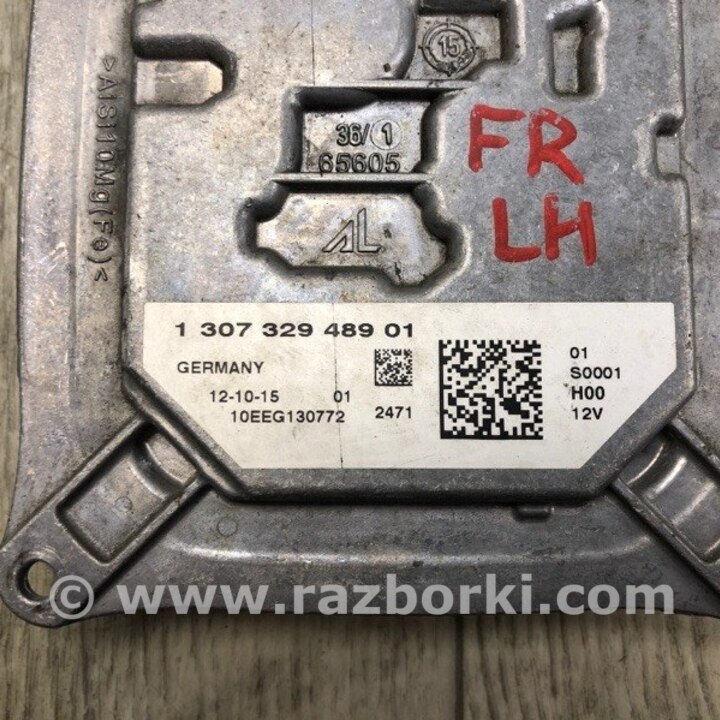 15
>AlSi10Mg(Fe)<
36/1
65605
AL
FR
LH
1 307 329 489 01
GERMANY
12-10-15 01
10EEG130772 2471
01
S0001
H00
12V
© www.razborki.com